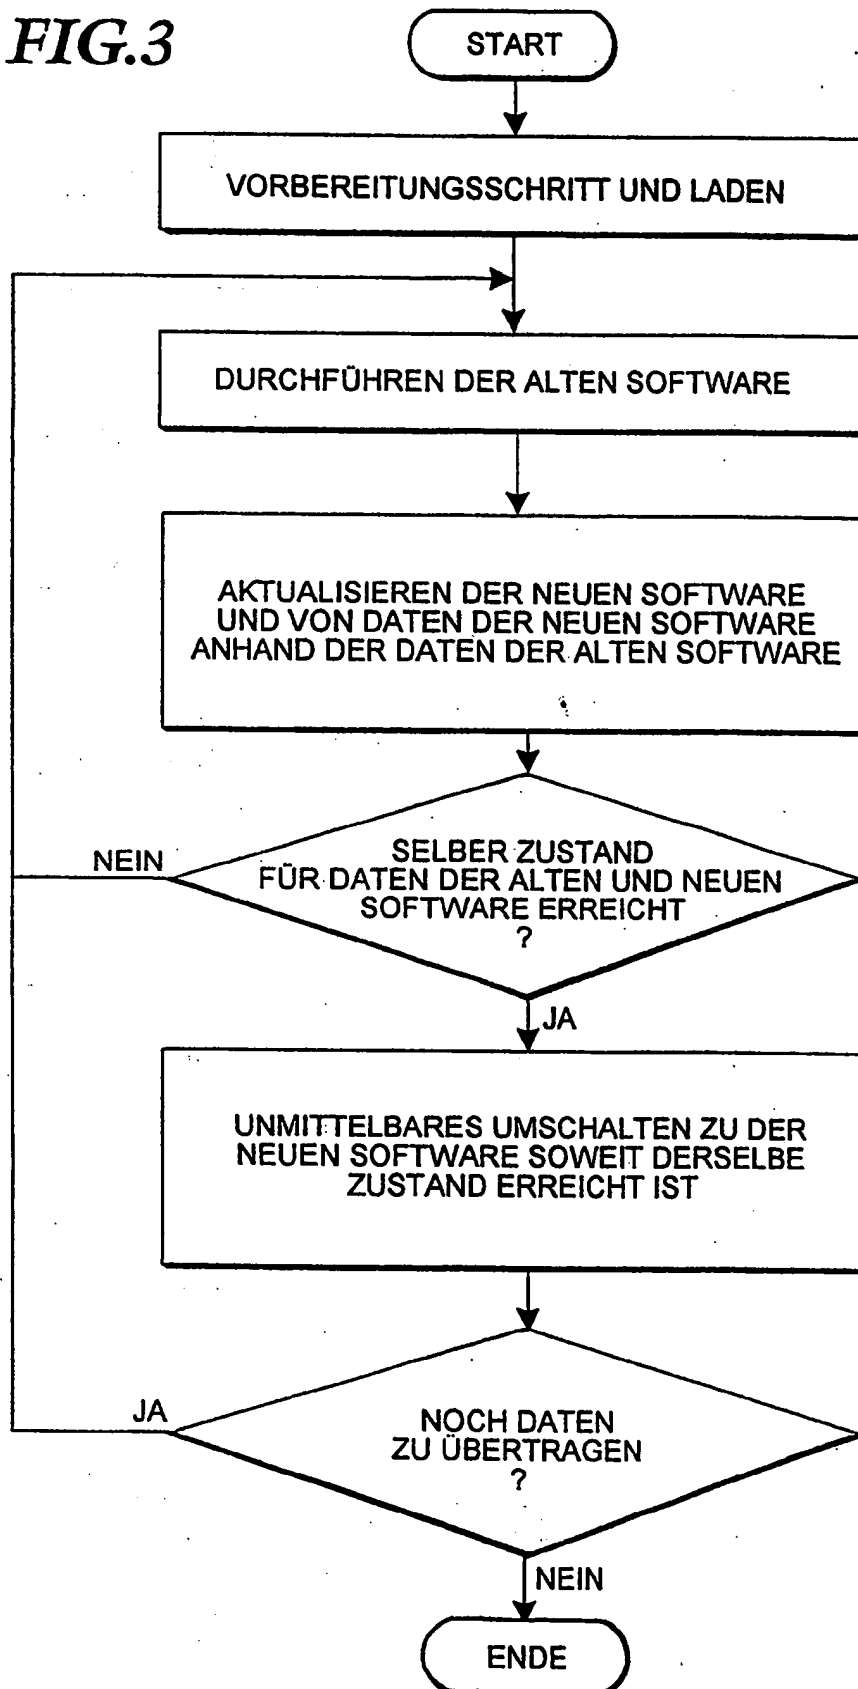 FIG.3
START
VORBEREITUNGSSCHRITT UND LADEN
DURCHFÜHREN DER ALTEN SOFTWARE
AKTUALISIEREN DER NEUEN SOFTWARE
UND VON DATEN DER NEUEN SOFTWARE
ANHAND DER DATEN DER ALTEN SOFTWARE
NEIN
SELBER ZUSTAND
FÜR DATEN DER ALTEN UND NEUEN
SOFTWARE ERREICHT
?
JA
UNMITTELBARES UMSCHALTEN ZU DER
NEUEN SOFTWARE SOWEIT DERSELBE
ZUSTAND ERREICHT IST
JA
NOCH DATEN
ZU ÜBERTRAGEN
?
NEIN
ENDE